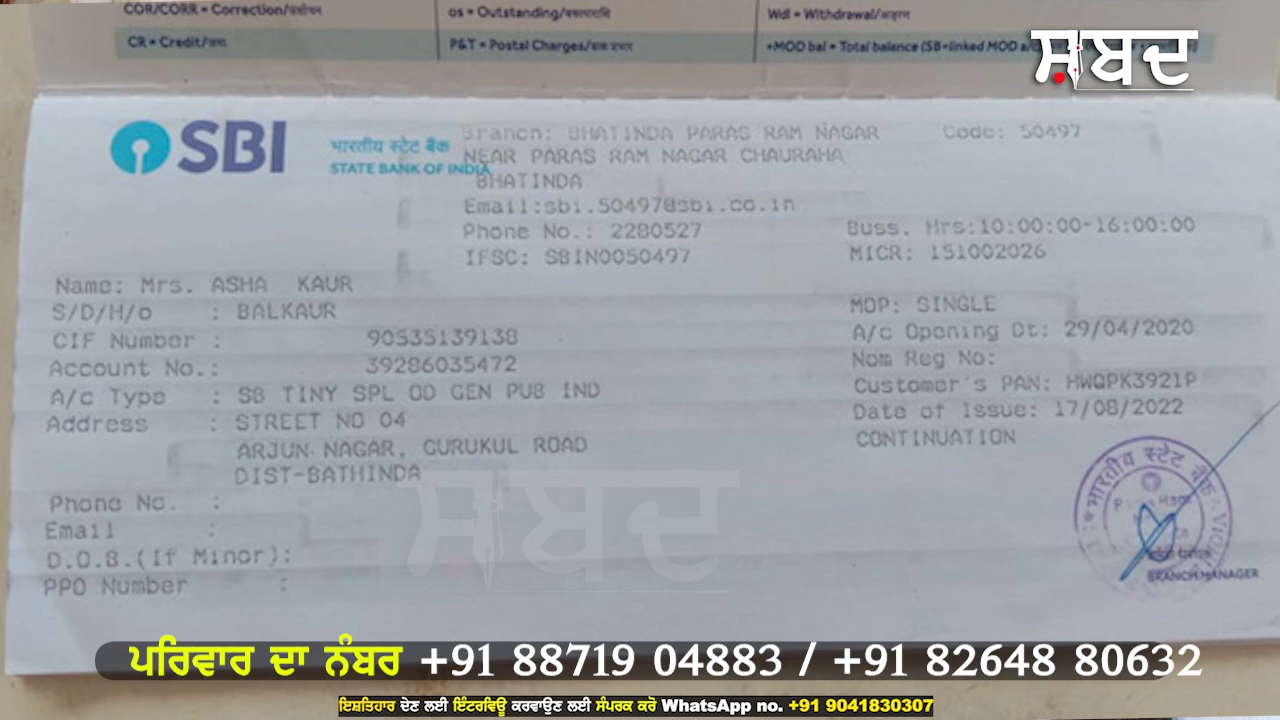 COR/CORR = Correction/संशोधन
os = Outstanding/बकायाराशि
Wdl = Withdrawal/आहरण
CR = Credit/जमा
P&T = Postal Charges/डाक प्रभार
+MOD bal = Total balance (SB+linked MOD a/c
ਸ਼ਬਦ
SBI
भारतीय स्टेट बैंक
STATE BANK OF INDIA
Branch: BHATINDA PARAS RAM NAGAR
Code: 50497
NEAR PARAS RAM NAGAR CHAURAHA
BHATINDA
Email:sbi.50497@sbi.co.in
Phone No.: 2280527
Buss. Hrs:10:00:00-16:00:00
IFSC: SBIN0050497
MICR: 151002026
Name: Mrs. ASHA KAUR
S/D/H/o : BALKAUR
MOP: SINGLE
CIF Number : 90535139138
A/c Opening Dt: 29/04/2020
Account No.: 39286035472
Nom Reg No:
A/c Type : SB TINY SPL OD GEN PUB IND
Customer's PAN: HWQPK3921P
Address : STREET NO 04
Date of Issue: 17/08/2022
ARJUN NAGAR, GURUKUL ROAD
CONTINUATION
DIST-BATHINDA
Phone No. :
Email :
D.O.B.(If Minor):
PPO Number :
ਸ਼ਬਦ
भारतीय स्टेट बैंक
BRANCH MANAGER
ਪਰਿਵਾਰ ਦਾ ਨੰਬਰ +91 88719 04883 / +91 82648 80632
ਇਸ਼ਤਿਹਾਰ ਦੇਣ ਲਈ ਇੰਟਰਵਿਊ ਕਰਵਾਉਣ ਲਈ ਸੰਪਰਕ ਕਰੋ WhatsApp no. +91 9041830307